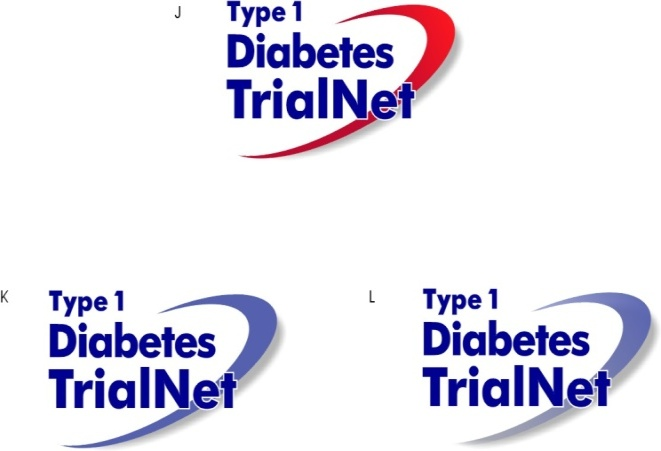 J
Type 1
Diabetes
TrialNet
K
Type 1
Diabetes
TrialNet
L
Type 1
Diabetes
TrialNet